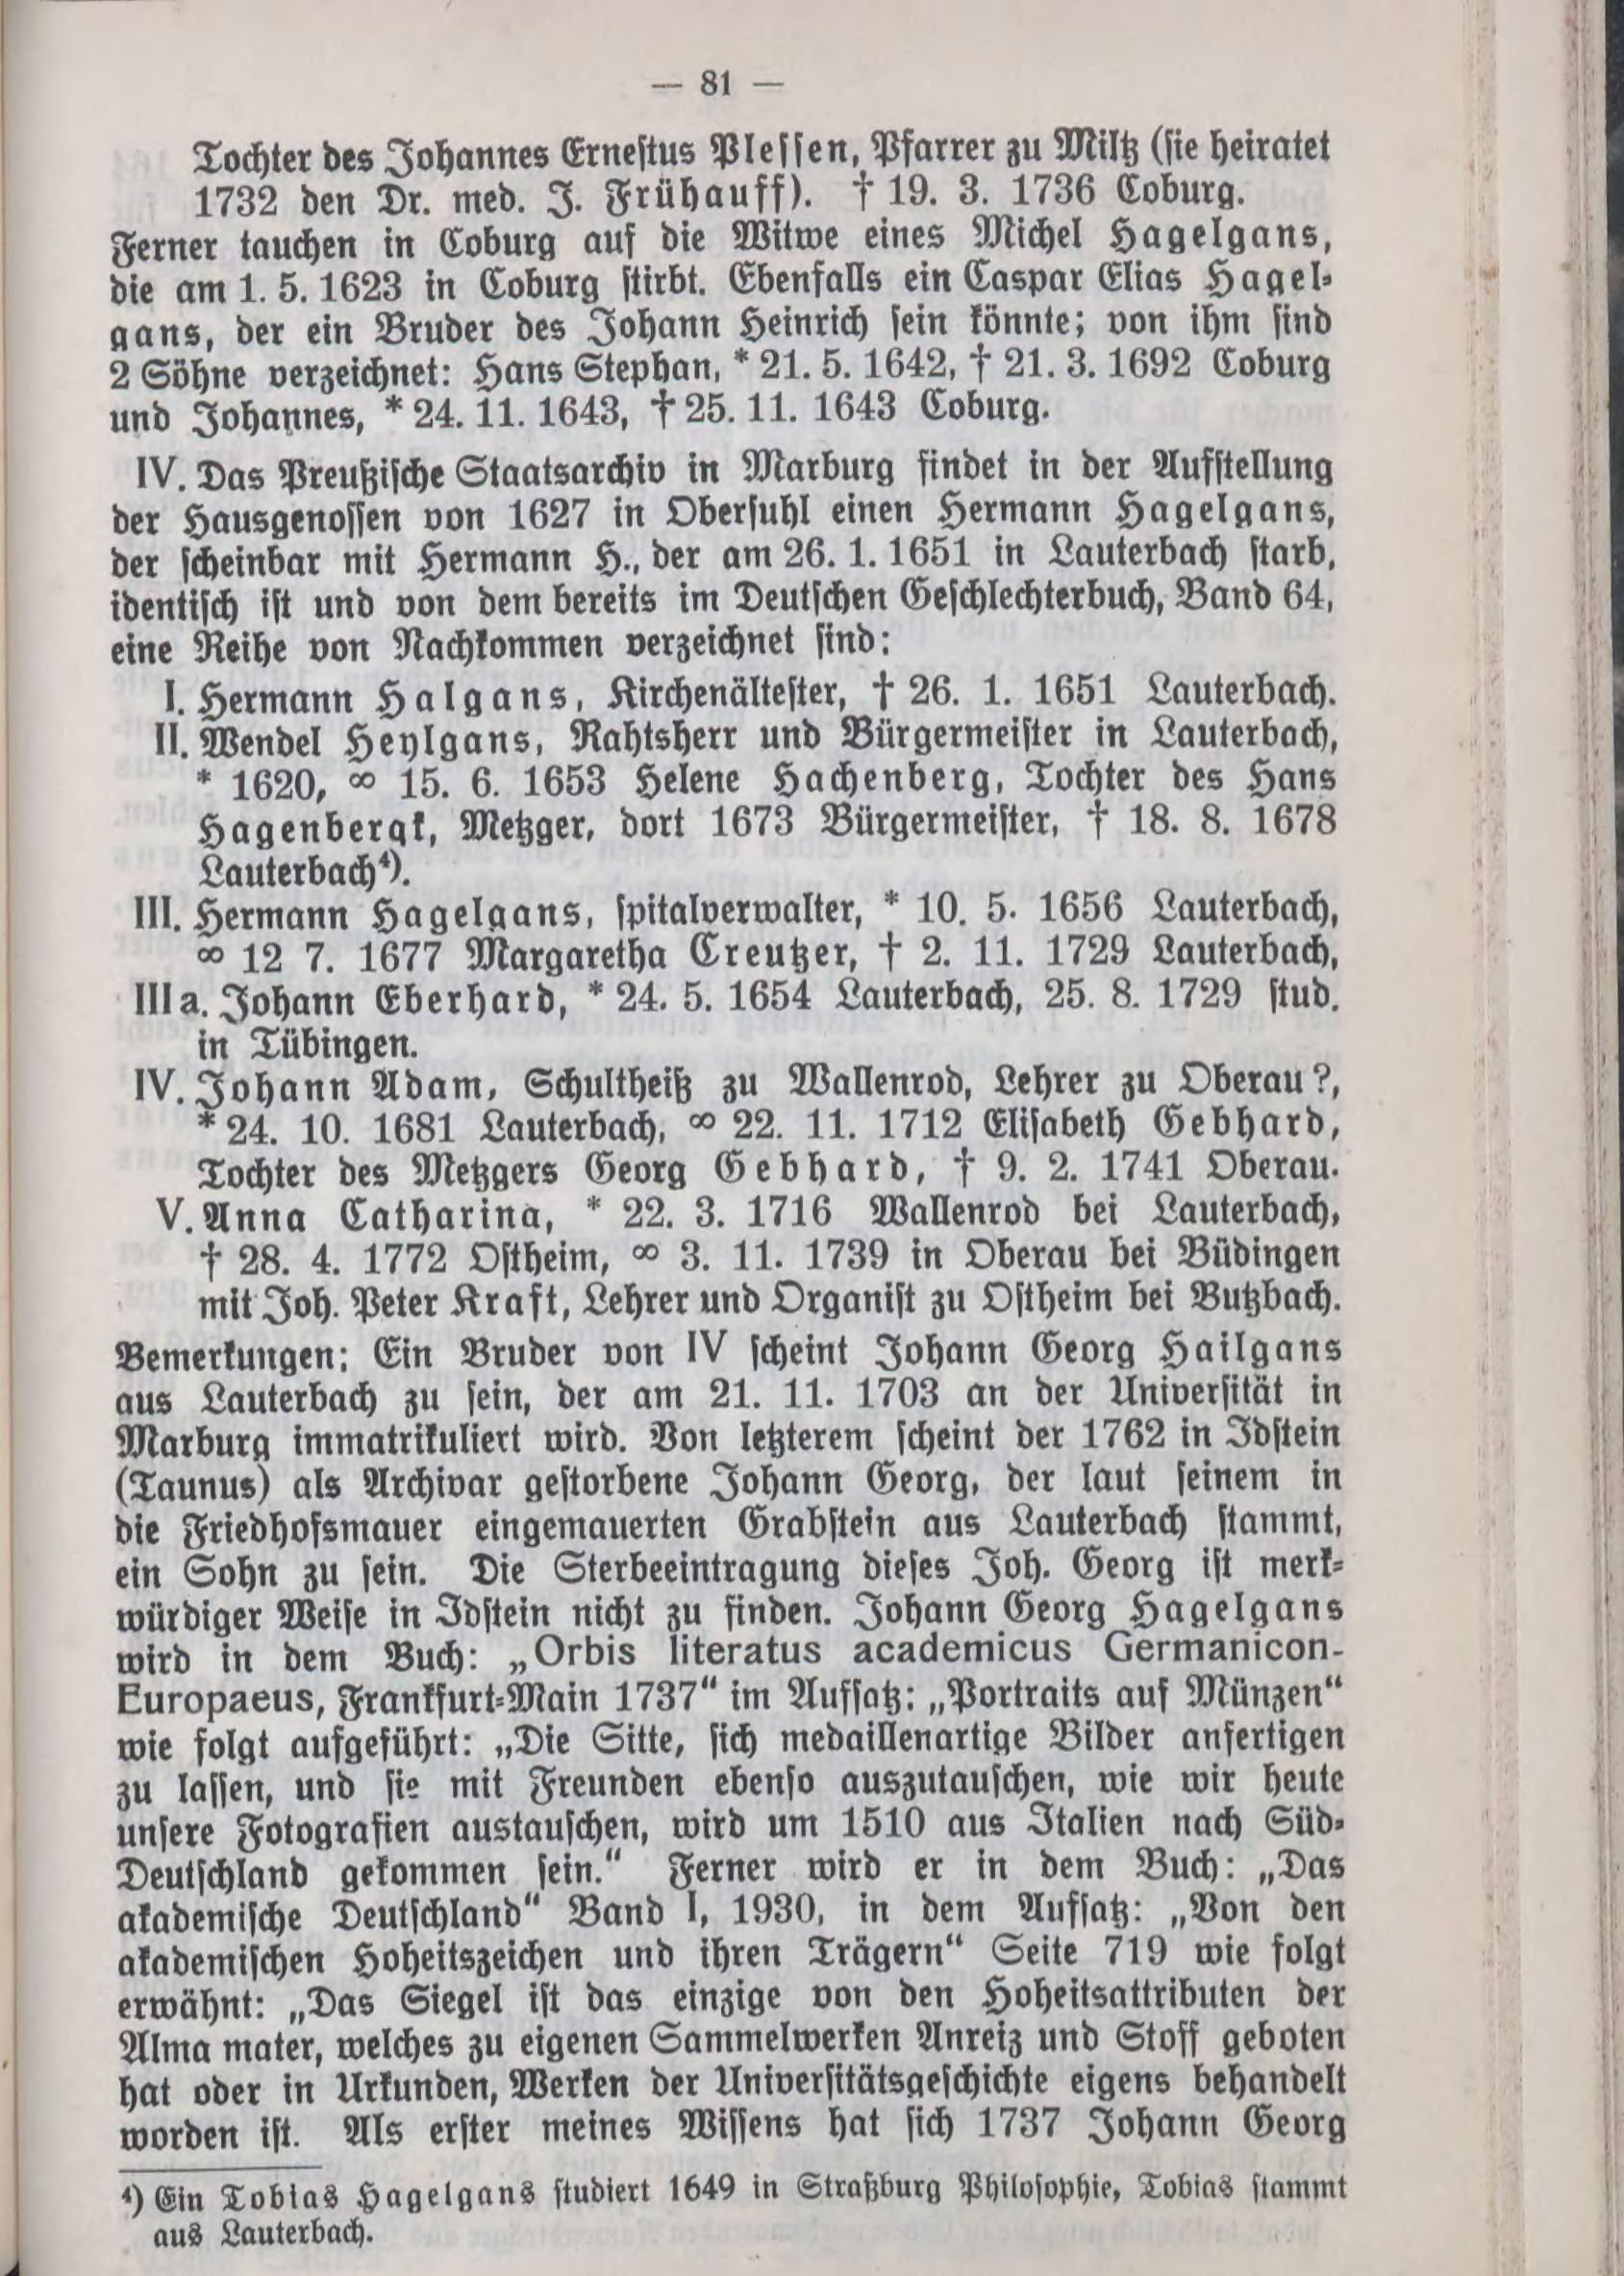 — 81 —
Tochter des Johannes Ernestus Plessen, Pfarrer zu Miltz (sie heiratet
1732 den Dr. med. J. Frühauff). † 19. 3. 1736 Coburg.
Ferner tauchen in Coburg auf die Witwe eines Michel Hagelgans,
die am 1. 5. 1623 in Coburg stirbt. Ebenfalls ein Caspar Elias Hagel-
gans, der ein Bruder des Johann Heinrich sein könnte; von ihm sind
2 Söhne verzeichnet: Hans Stephan, * 21. 5. 1642, † 21. 3. 1692 Coburg
und Johannes, * 24. 11. 1643, † 25. 11. 1643 Coburg.
IV. Das Preußische Staatsarchiv in Marburg findet in der Aufstellung
der Hausgenossen von 1627 in Obersuhl einen Hermann Hagelgans,
der scheinbar mit Hermann H., der am 26. 1. 1651 in Lauterbach starb,
identisch ist und von dem bereits im Deutschen Geschlechterbuch, Band 64,
eine Reihe von Nachkommen verzeichnet sind:
I. Hermann Halgans, Kirchenältester, † 26. 1. 1651 Lauterbach.
II. Wendel Heylgans, Rahtsherr und Bürgermeister in Lauterbach,
* 1620, ∞ 15. 6. 1653 Helene Hachenberg, Tochter des Hans
Hagenbergk, Metzger, dort 1673 Bürgermeister, † 18. 8. 1678
Lauterbach⁴).
III. Hermann Hagelgans, spitalverwalter, * 10. 5. 1656 Lauterbach,
∞ 12 7. 1677 Margaretha Creutzer, † 2. 11. 1729 Lauterbach,
IIIa. Johann Eberhard, * 24. 5. 1654 Lauterbach, 25. 8. 1729 stud.
in Tübingen.
IV. Johann Adam, Schultheiß zu Wallenrod, Lehrer zu Oberau?,
* 24. 10. 1681 Lauterbach, ∞ 22. 11. 1712 Elisabeth Gebhard,
Tochter des Metzgers Georg Gebhard, † 9. 2. 1741 Oberau.
V. Anna Catharina, * 22. 3. 1716 Wallenrod bei Lauterbach,
† 28. 4. 1772 Ostheim, ∞ 3. 11. 1739 in Oberau bei Büdingen
mit Joh. Peter Kraft, Lehrer und Organist zu Ostheim bei Butzbach.
Bemerkungen: Ein Bruder von IV scheint Johann Georg Hailgans
aus Lauterbach zu sein, der am 21. 11. 1703 an der Universität in
Marburg immatrikuliert wird. Von letzterem scheint der 1762 in Idstein
(Taunus) als Archivar gestorbene Johann Georg, der laut seinem in
die Friedhofsmauer eingemauerten Grabstein aus Lauterbach stammt,
ein Sohn zu sein. Die Sterbeeintragung dieses Joh. Georg ist merk-
würdiger Weise in Idstein nicht zu finden. Johann Georg Hagelgans
wird in dem Buch: „Orbis literatus academicus Germanicon-
Europaeus, Frankfurt-Main 1737“ im Aufsatz: „Portraits auf Münzen“
wie folgt aufgeführt: „Die Sitte, sich medaillenartige Bilder anfertigen
zu lassen, und sie mit Freunden ebenso auszutauschen, wie wir heute
unsere Fotografien austauschen, wird um 1510 aus Italien nach Süd-
Deutschland gekommen sein.“ Ferner wird er in dem Buch: „Das
akademische Deutschland“ Band I, 1930, in dem Aufsatz: „Von den
akademischen Hoheitszeichen und ihren Trägern“ Seite 719 wie folgt
erwähnt: „Das Siegel ist das einzige von den Hoheitsattributen der
Alma mater, welches zu eigenen Sammelwerken Anreiz und Stoff geboten
hat oder in Urkunden, Werken der Universitätsgeschichte eigens behandelt
worden ist. Als erster meines Wissens hat sich 1737 Johann Georg
⁴) Ein Tobias Hagelgans studiert 1649 in Straßburg Philosophie, Tobias stammt
aus Lauterbach.